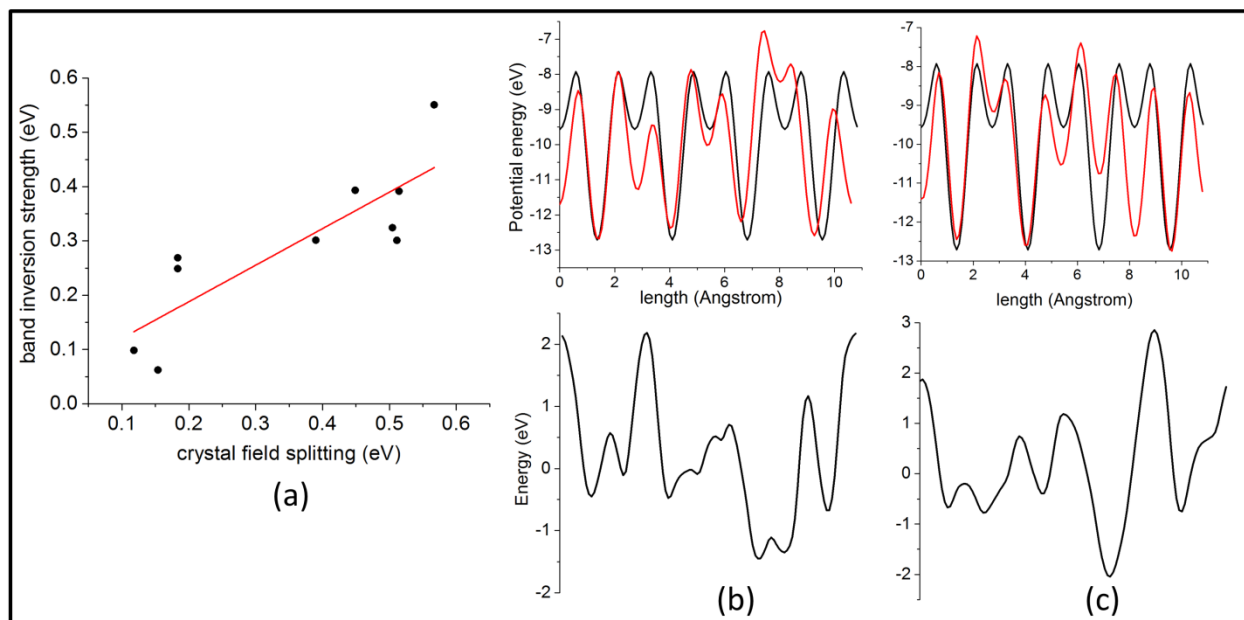 band inversion strength (eV)
0.6
0.5
0.4
0.3
0.2
0.1
0.0
0.1 0.2 0.3 0.4 0.5 0.6
crystal field splitting (eV)
(a)
Potential energy (eV)
-7
-8
-9
-10
-11
-12
-13
0 2 4 6 8 10
length (Angstrom)
Energy (eV)
2
1
0
-1
-2
(b)
-7
-8
-9
-10
-11
-12
-13
0 2 4 6 8 10
length (Angstrom)
3
2
1
0
-1
-2
(c)